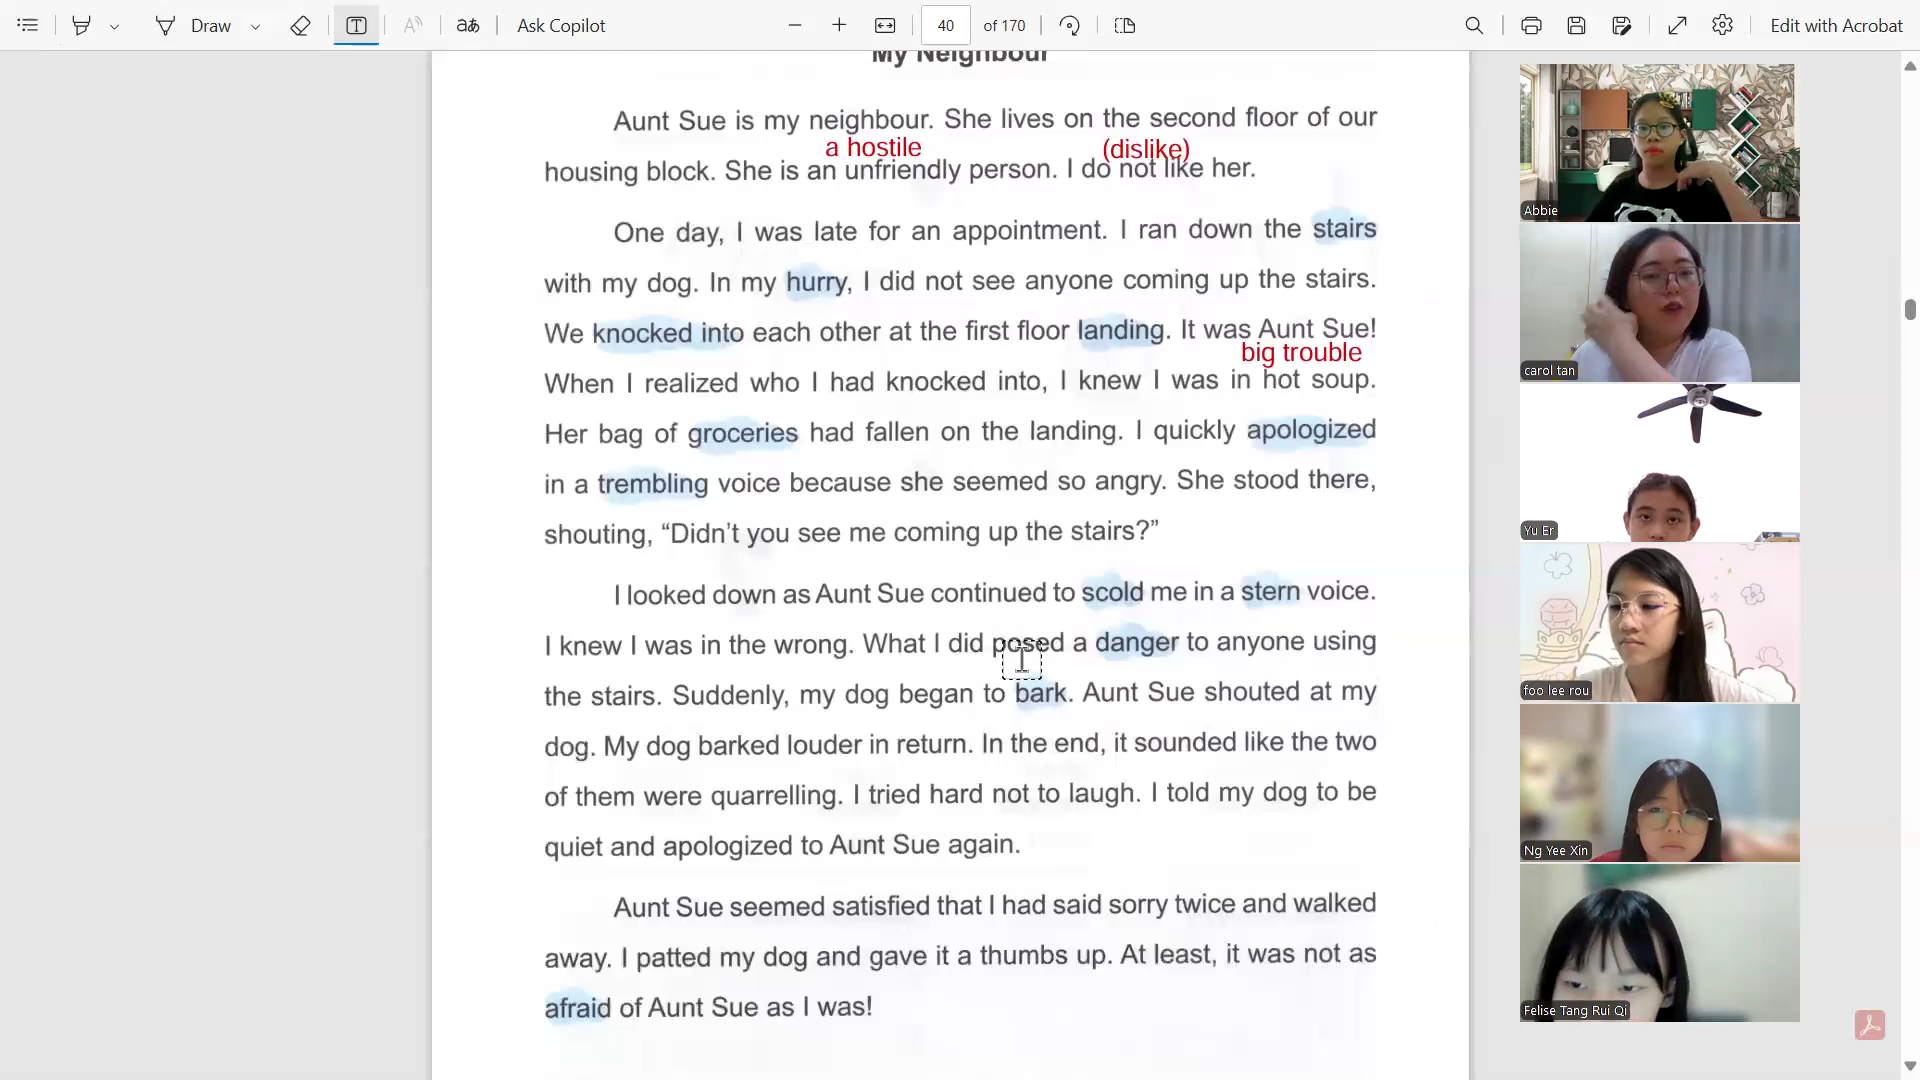 Draw
Ask Copilot
40 of 170
Edit with Acrobat
My Neighbour
Aunt Sue is my neighbour. She lives on the second floor of our
a hostile (dislike)
housing block. She is an unfriendly person. I do not like her.
One day, I was late for an appointment. I ran down the stairs
with my dog. In my hurry, I did not see anyone coming up the stairs.
We knocked into each other at the first floor landing. It was Aunt Sue!
big trouble
When I realized who I had knocked into, I knew I was in hot soup.
Her bag of groceries had fallen on the landing. I quickly apologized
in a trembling voice because she seemed so angry. She stood there,
shouting, “Didn’t you see me coming up the stairs?”
I looked down as Aunt Sue continued to scold me in a stern voice.
I knew I was in the wrong. What I did posed a danger to anyone using
the stairs. Suddenly, my dog began to bark. Aunt Sue shouted at my
dog. My dog barked louder in return. In the end, it sounded like the two
of them were quarrelling. I tried hard not to laugh. I told my dog to be
quiet and apologized to Aunt Sue again.
Aunt Sue seemed satisfied that I had said sorry twice and walked
away. I patted my dog and gave it a thumbs up. At least, it was not as
afraid of Aunt Sue as I was!
Abbie
carol tan
Yu Er
foo lee rou
Ng Yee Xin
Felise Tang Rui Qi